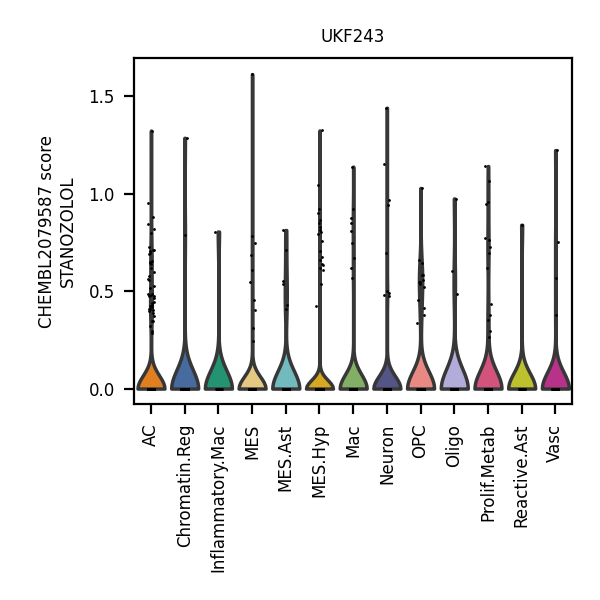 UKF243
CHEMBL2079587 score
STANOZOLOL
1.5
1.0
0.5
0.0
AC
Chromatin.Reg
Inflammatory.Mac
MES
MES.Ast
MES.Hyp
Mac
Neuron
OPC
Oligo
Prolif.Metab
Reactive.Ast
Vasc